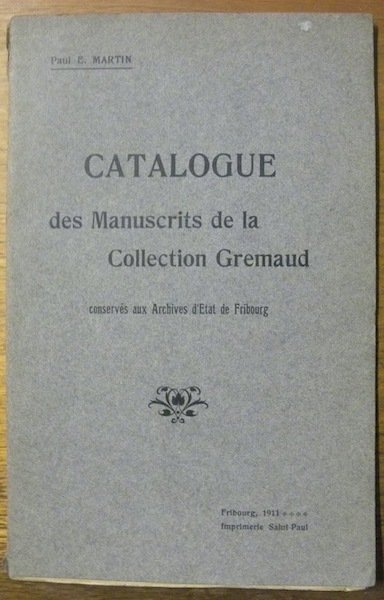 Paul E. MARTIN
CATALOGUE
des Manuscrits de la
Collection Gremaud
conservés aux Archives d'Etat de Fribourg
Fribourg, 1911
Imprimerie Saint-Paul